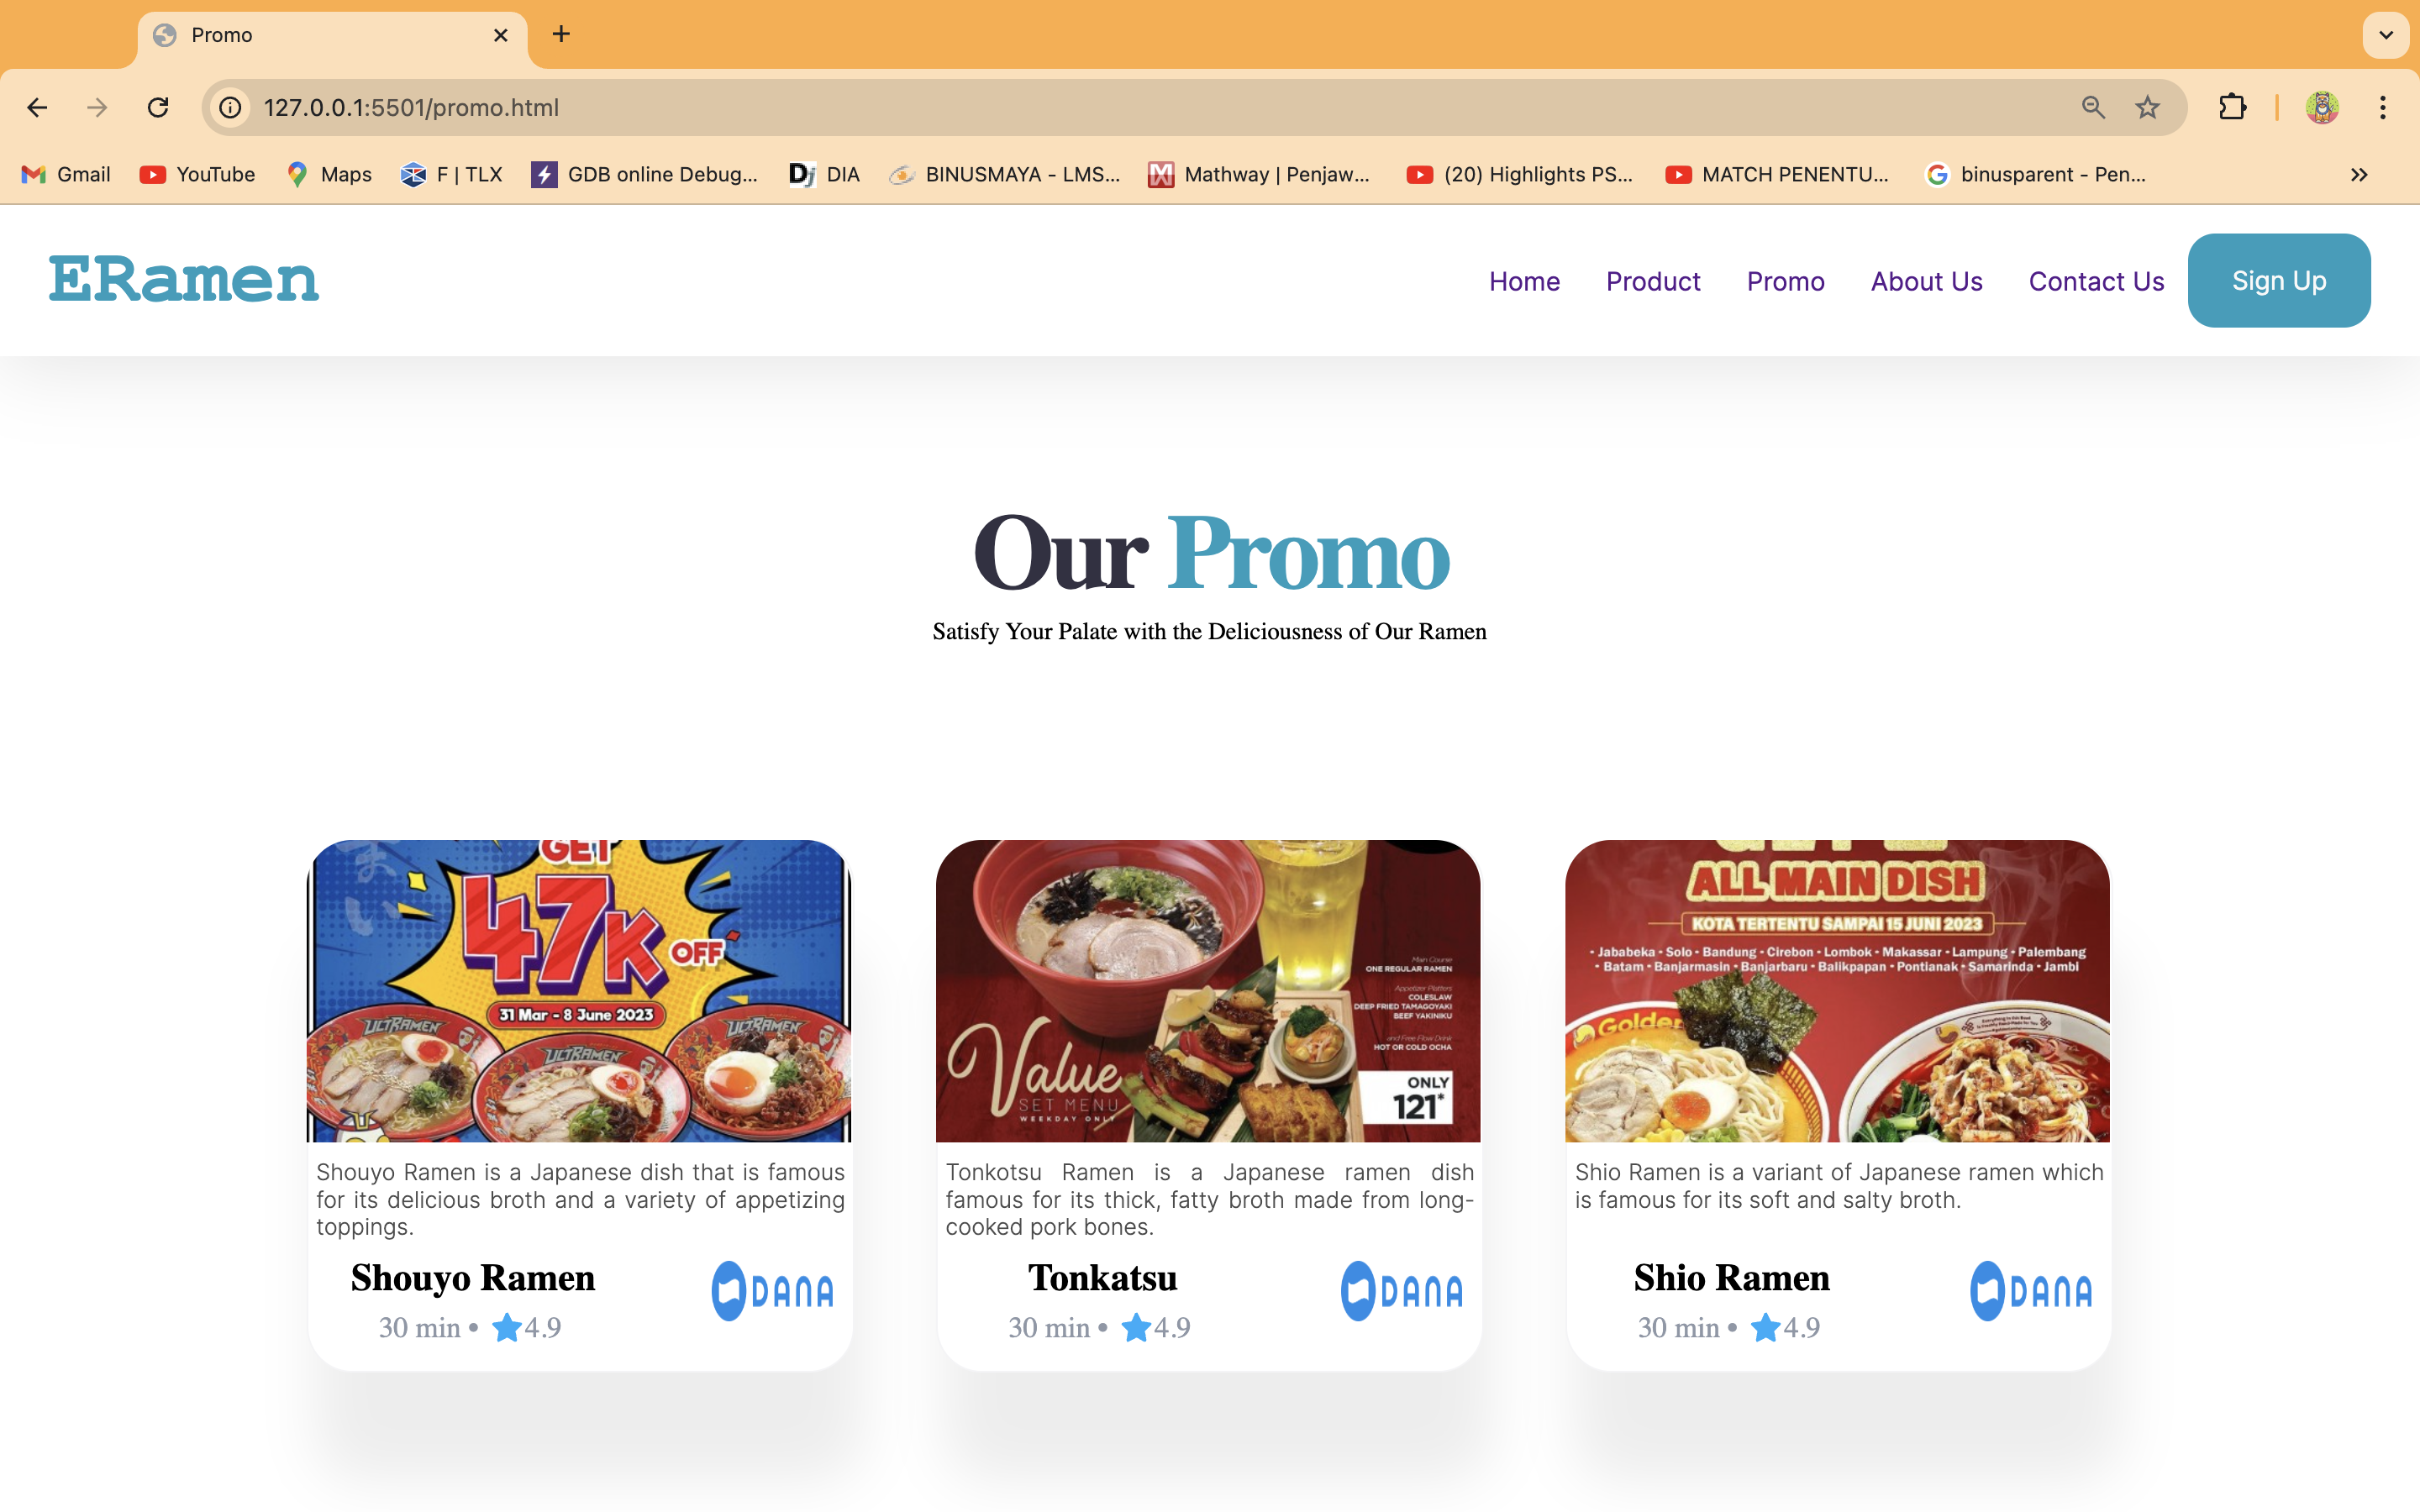 Promo
127.0.0.1:5501/promo.html
Gmail YouTube Maps F | TLX GDB online Debug... DIA BINUSMAYA - LMS... Mathway | Penjaw... (20) Highlights PS... MATCH PENENTU... binusparent - Pen...
ERamen
Home Product Promo About Us Contact Us Sign Up
Our Promo
Satisfy Your Palate with the Deliciousness of Our Ramen
GET
47K
OFF
31 Mar - 8 June 2023
ULTRAMEN
ULTRAMEN
ULTRAMEN
Main Course
ONE REGULAR RAMEN
Appetizer Platters
COLESLAW
DEEP FRIED TAMAGOYAKI
BEEF YAKINIKU
and Free Flow Drink
HOT OR COLD OCHA
Value
SET MENU
WEEKDAY ONLY
ONLY
121*
ALL MAIN DISH
KOTA TERTENTU SAMPAI 15 JUNI 2023
• Jababeka • Solo • Bandung • Cirebon • Lombok • Makassar • Lampung • Palembang
• Batam • Banjarmasin • Banjarbaru • Balikpapan • Pontianak • Samarinda • Jambi
Golden
Shouyo Ramen is a Japanese dish that is famous
for its delicious broth and a variety of appetizing
toppings.
Shouyo Ramen
DANA
30 min • 4.9
Tonkotsu Ramen is a Japanese ramen dish
famous for its thick, fatty broth made from long-
cooked pork bones.
Tonkatsu
DANA
30 min • 4.9
Shio Ramen is a variant of Japanese ramen which
is famous for its soft and salty broth.
Shio Ramen
DANA
30 min • 4.9